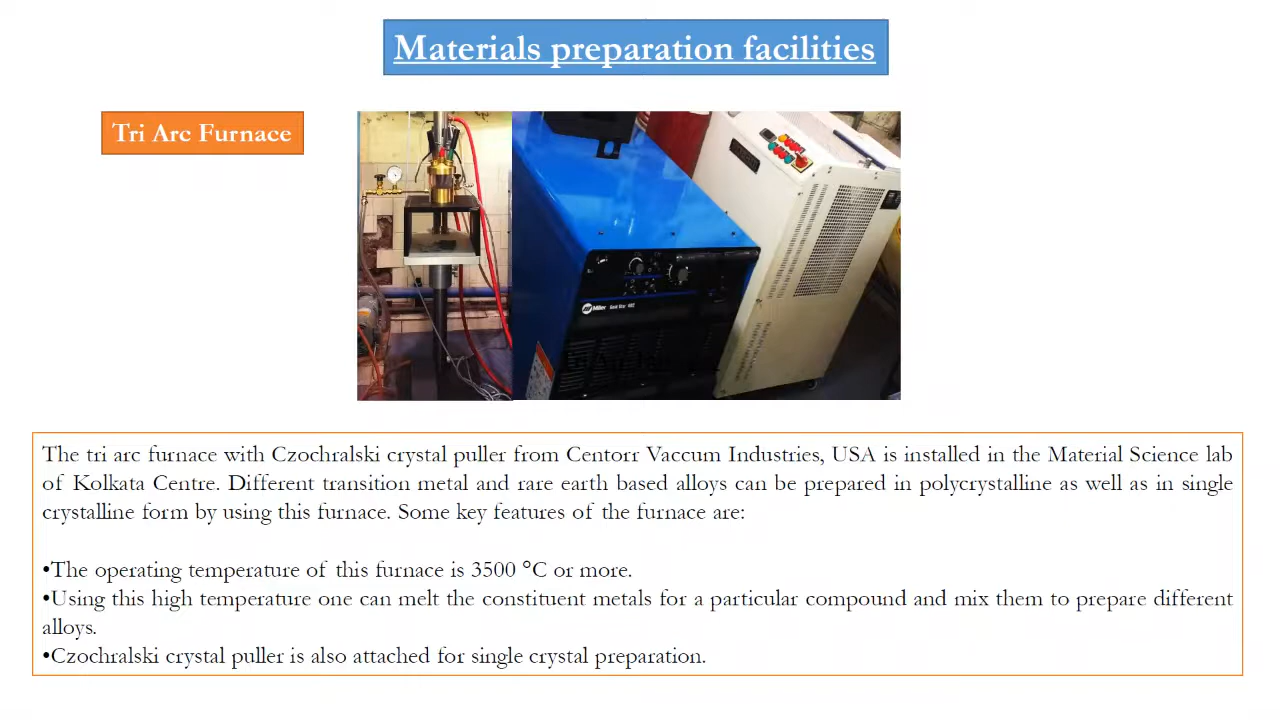 Materials preparation facilities
Tri Arc Furnace
Miller
The tri arc furnace with Czochralski crystal puller from Centorr Vaccum Industries, USA is installed in the Material Science lab
of Kolkata Centre. Different transition metal and rare earth based alloys can be prepared in polycrystalline as well as in single
crystalline form by using this furnace. Some key features of the furnace are:
•The operating temperature of this furnace is 3500 °C or more.
•Using this high temperature one can melt the constituent metals for a particular compound and mix them to prepare different
alloys.
•Czochralski crystal puller is also attached for single crystal preparation.